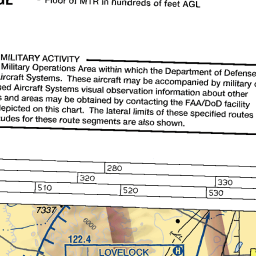 Floor of MTR in hundreds of feet AGL
MILITARY ACTIVITY
Military Operations Area within which the Department of Defense
ircraft Systems. These aircraft may be accompanied by military
ed Aircraft Systems visual observation information about other
s and areas may be obtained by contacting the FAA/DoD facility
depicted on this chart. The lateral limits of these specified routes
udes for these route segments are also shown.
280
320 330
510 520 530
7337
122.4
LOVELOCK
H